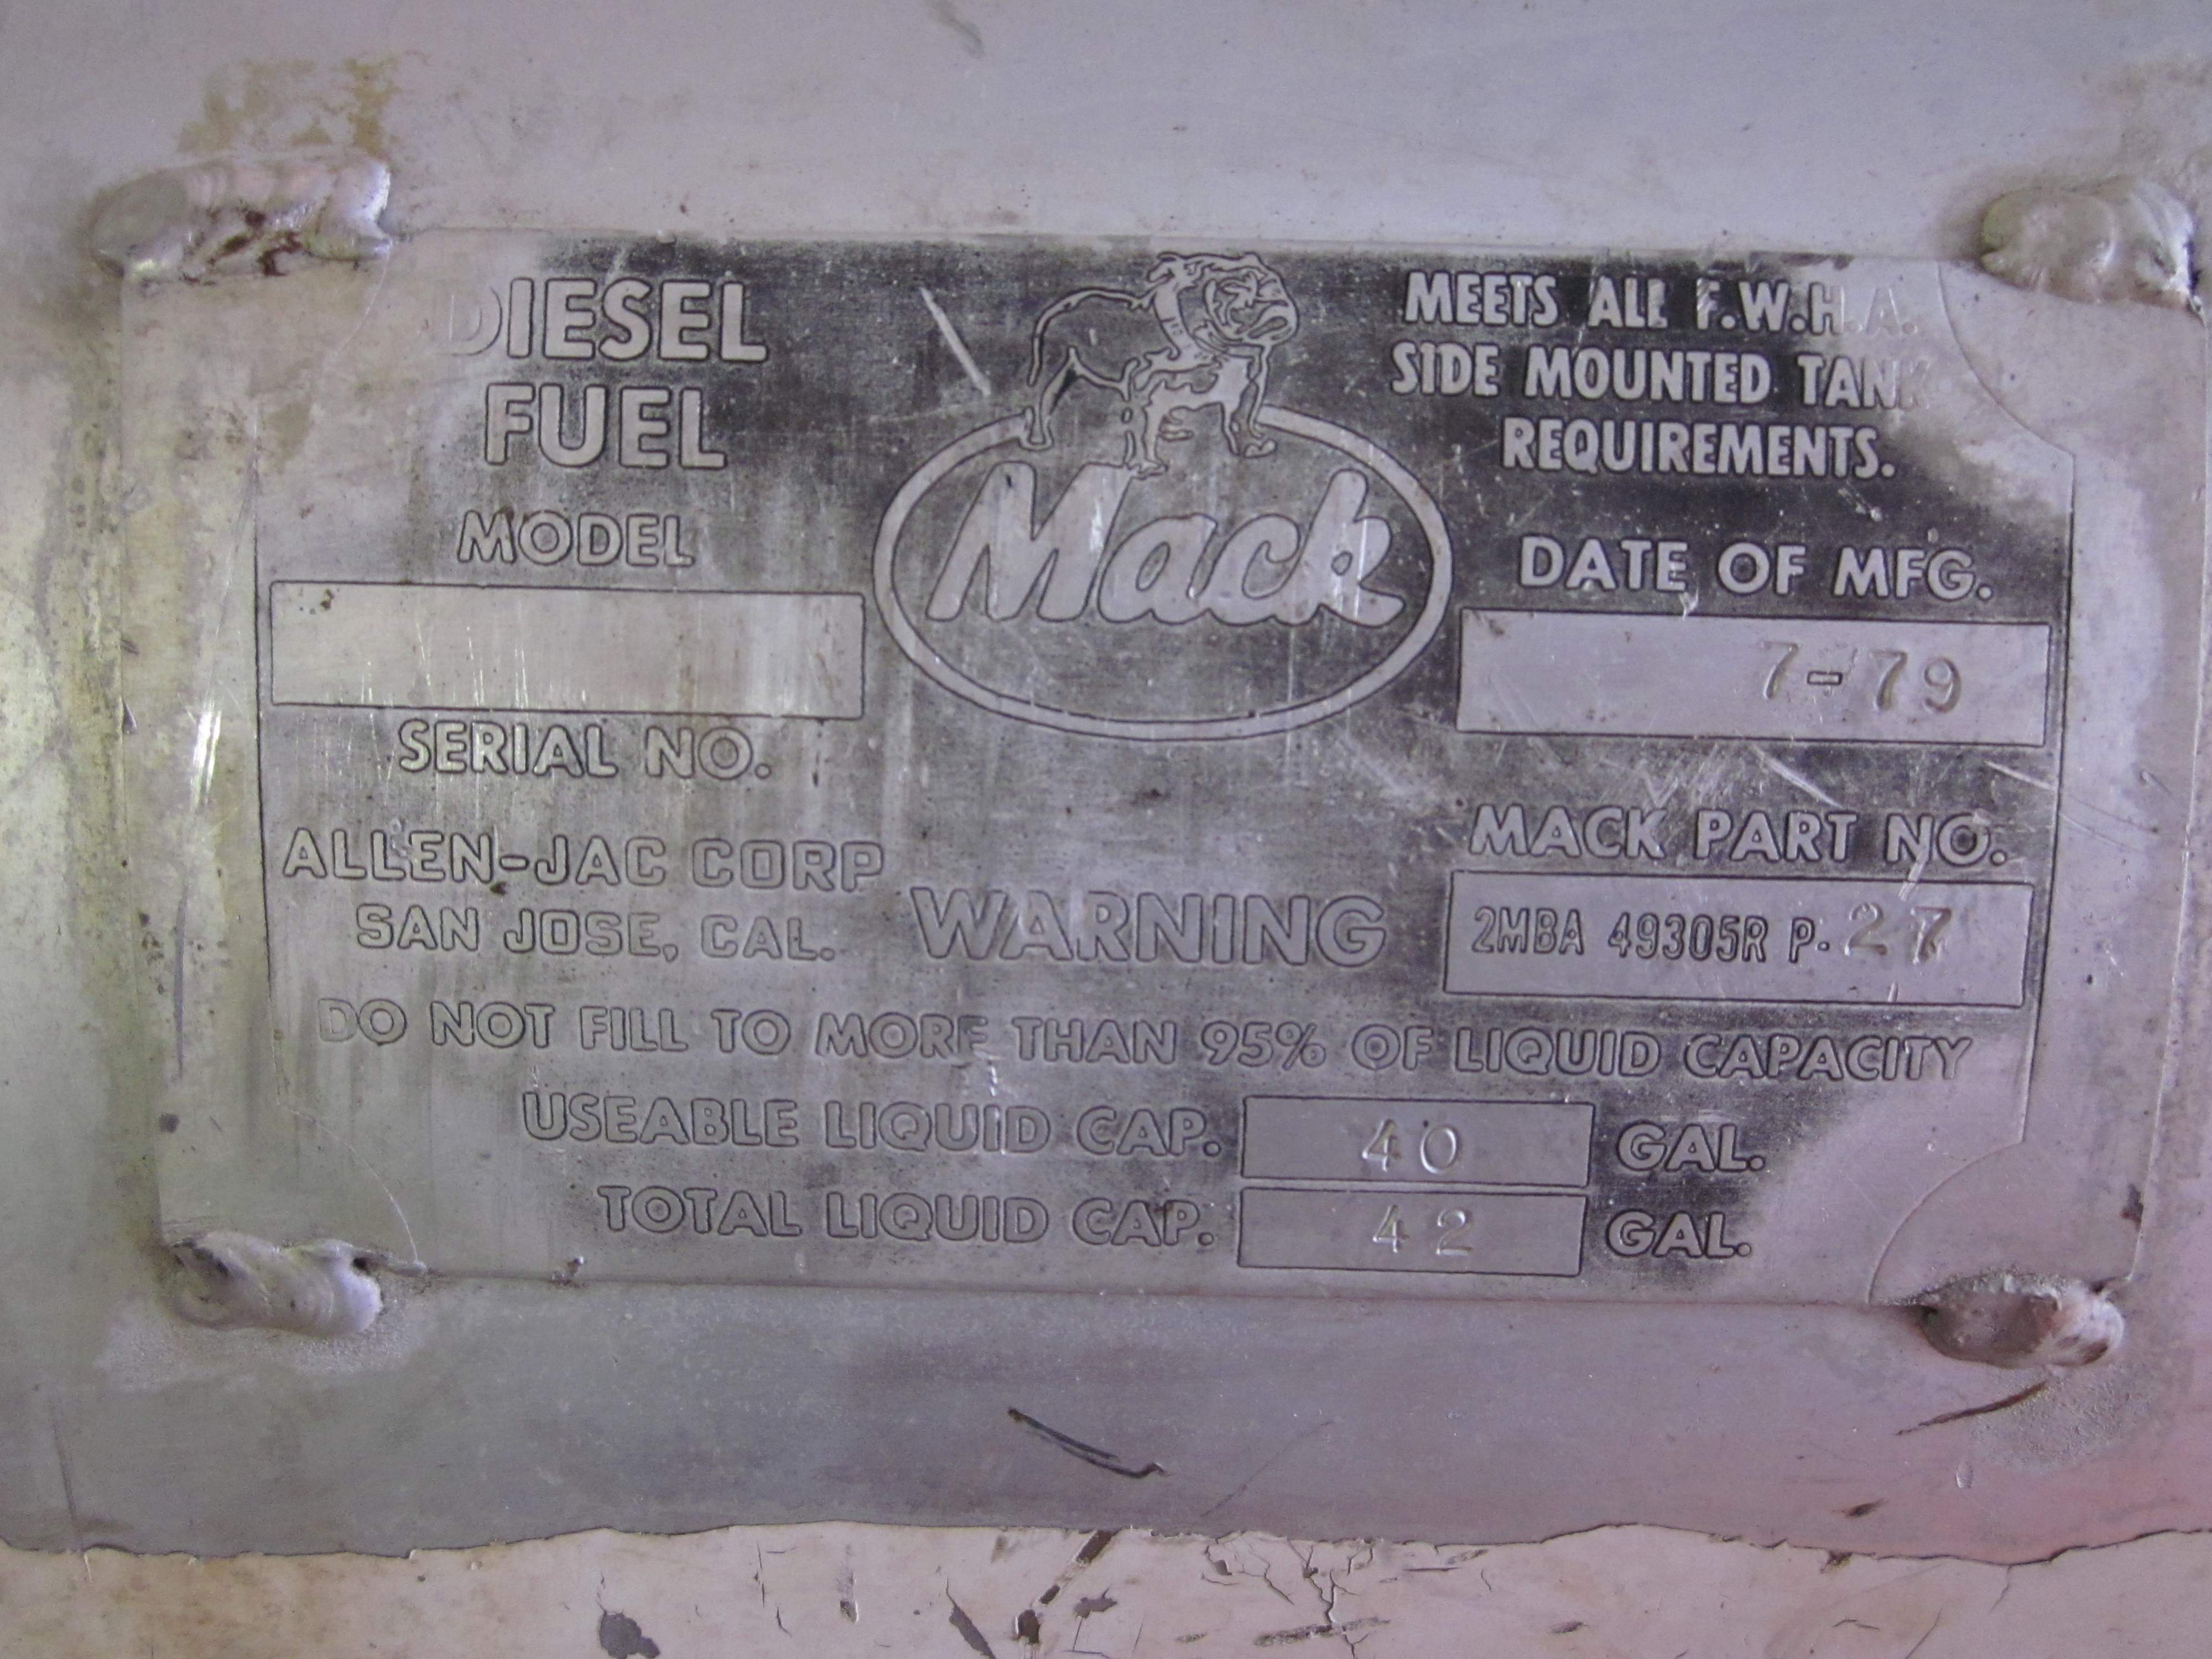 DIESEL
FUEL
MODEL
SERIAL NO.
ALLEN-JAC CORP
SAN JOSE, CAL.
Mack
MEETS ALL F.W.H.A.
SIDE MOUNTED TANK
REQUIREMENTS.
DATE OF MFG.
7-79
MACK PART NO.
2MBA 49305R P-27
WARNING
DO NOT FILL TO MORE THAN 95% OF LIQUID CAPACITY
USEABLE LIQUID CAP. 40 GAL.
TOTAL LIQUID CAP. 42 GAL.